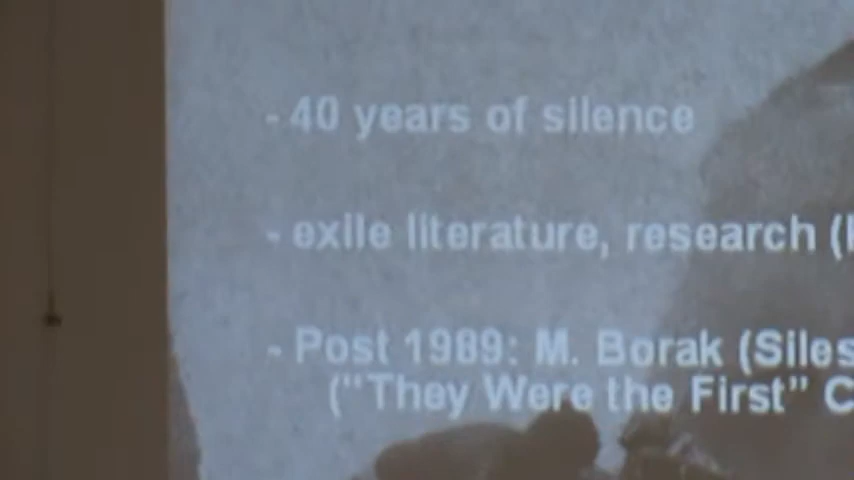 - 40 years of silence
- exile literature, research (
- Post 1989: M. Borak (Siles
("They Were the First" C